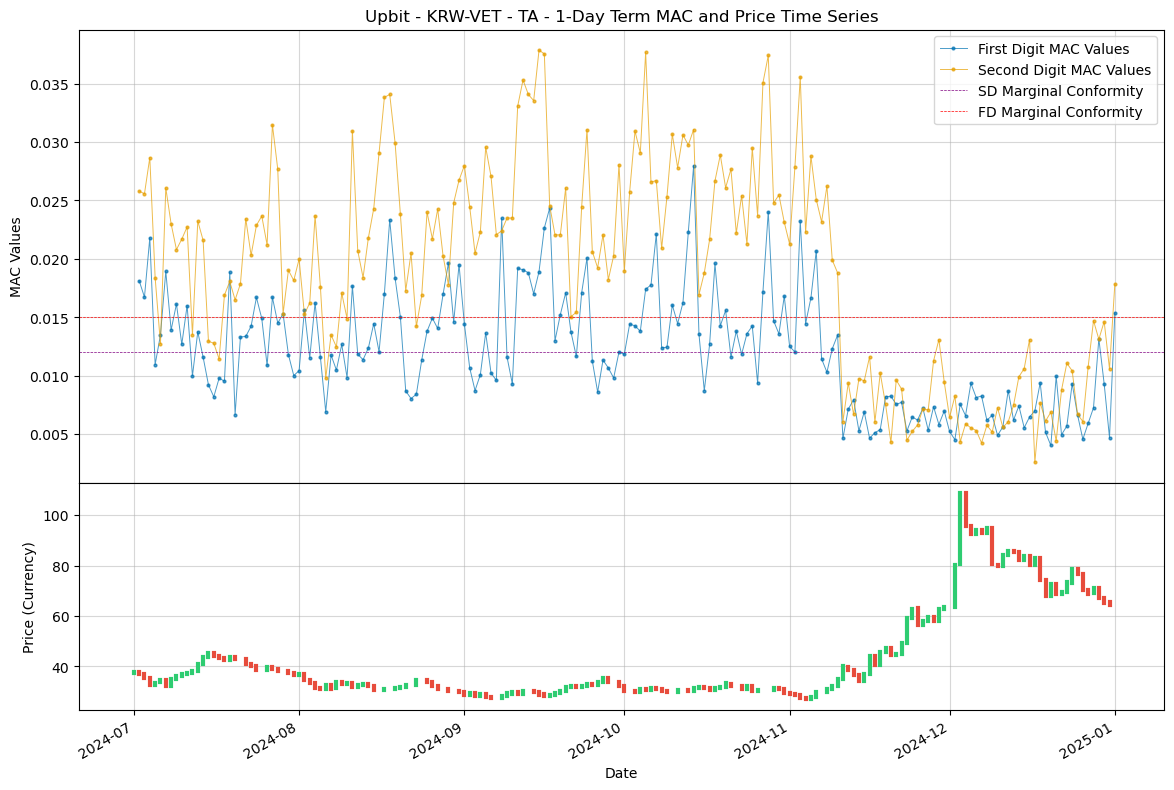 Upbit - KRW-VET - TA - 1-Day Term MAC and Price Time Series
First Digit MAC Values
Second Digit MAC Values
SD Marginal Conformity
FD Marginal Conformity
MAC Values
0.035
0.030
0.025
0.020
0.015
0.010
0.005
Price (Currency)
100
80
60
40
2024-07
2024-08
2024-09
2024-10
2024-11
2024-12
2025-01
Date